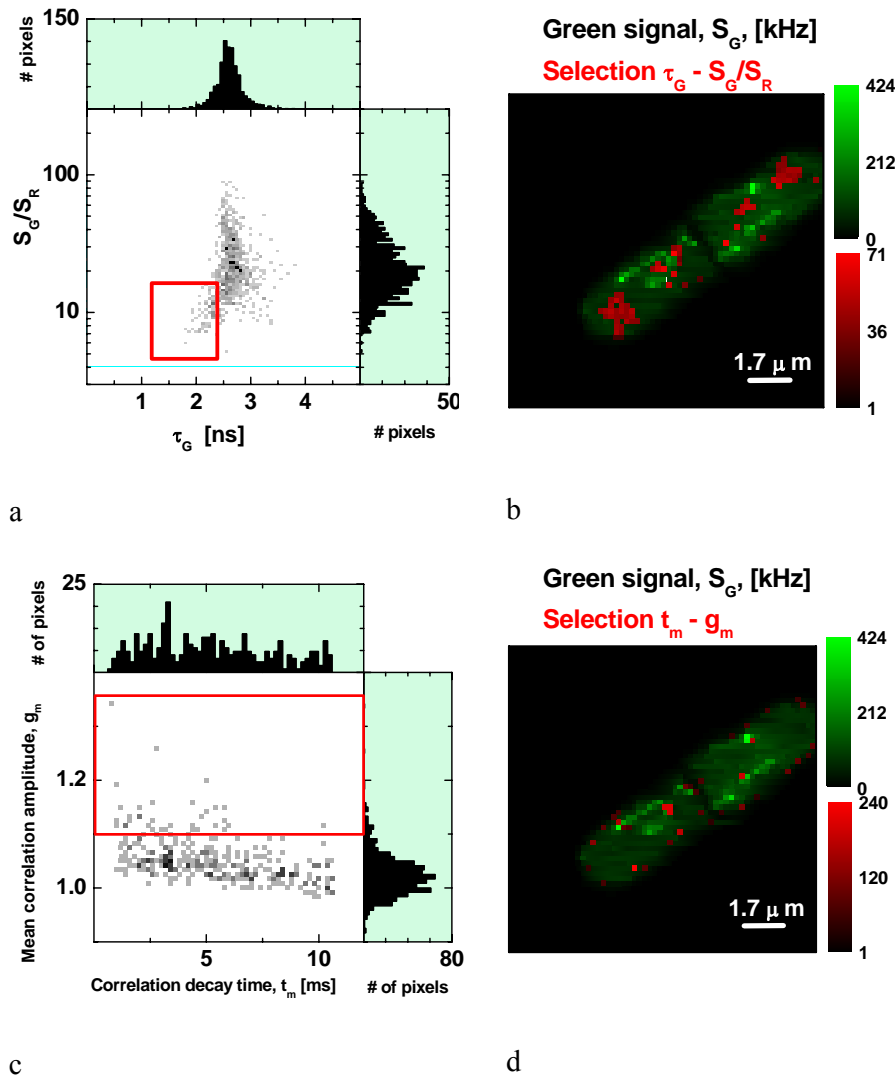 150
# pixels
100
S_G/S_R
10
1 2 3 4
50
τ_G [ns]
# pixels
Green signal, S_G, [kHz]
Selection τ_G - S_G/S_R
424
212
0
71
36
1
1.7 μ m
a
b
25
# of pixels
Mean correlation amplitude, g_m
1.2
1.0
5 10
80
Correlation decay time, t_m [ms]
# of pixels
Green signal, S_G, [kHz]
Selection t_m - g_m
424
212
0
240
120
1
1.7 μ m
c
d